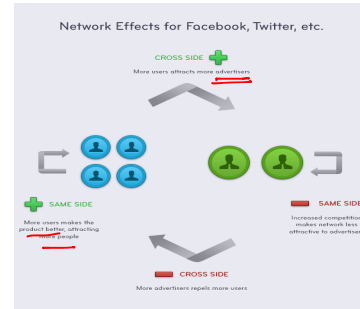 Network Effects for Facebook, Twitter, etc.
CROSS SIDE
More users attracts more advertisers
SAME SIDE
More users makes the
product better, attracting
more people
SAME SIDE
Increased competition
makes network less
attractive to advertisers
CROSS SIDE
More advertisers repels more users